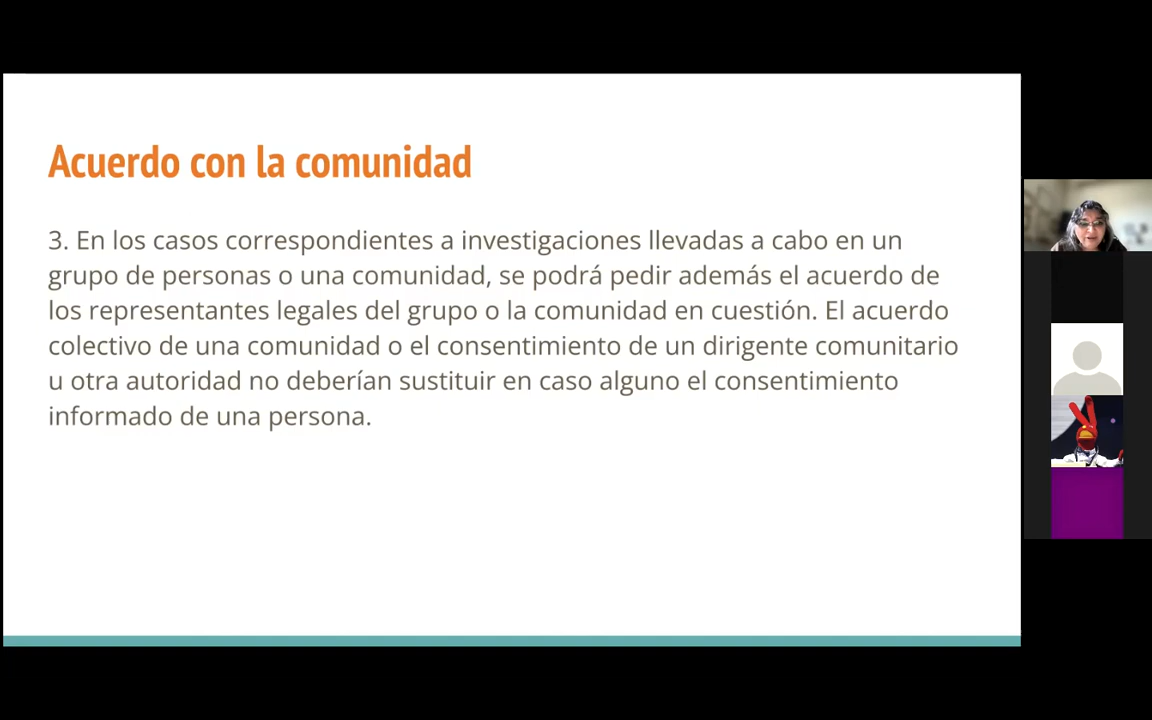 Acuerdo con la comunidad
3. En los casos correspondientes a investigaciones llevadas a cabo en un
grupo de personas o una comunidad, se podrá pedir además el acuerdo de
los representantes legales del grupo o la comunidad en cuestión. El acuerdo
colectivo de una comunidad o el consentimiento de un dirigente comunitario
u otra autoridad no deberían sustituir en caso alguno el consentimiento
informado de una persona.